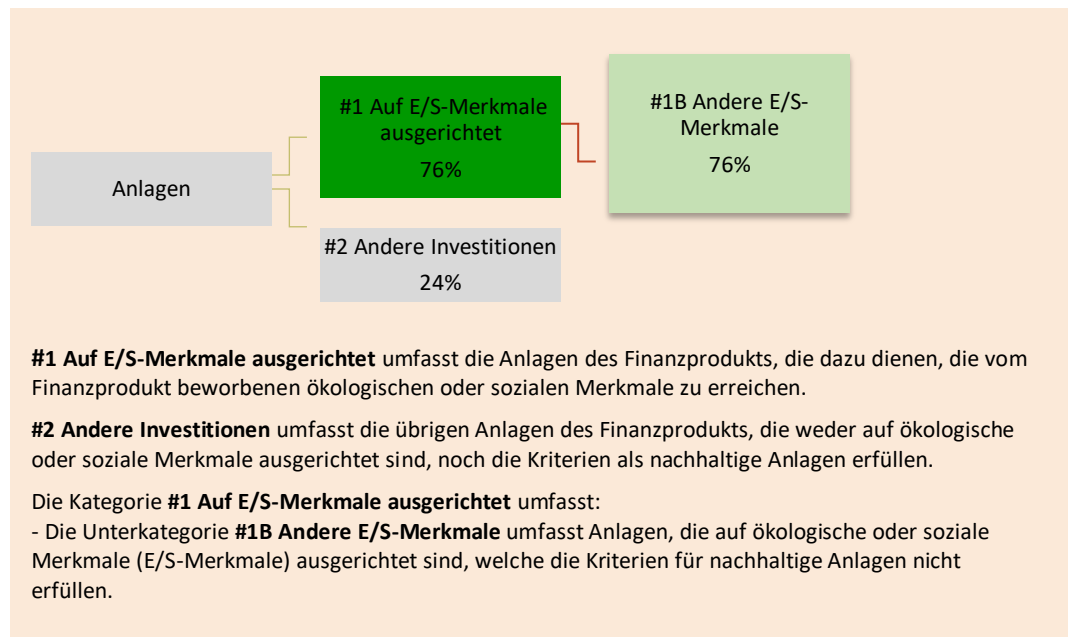 Anlagen
#1 Auf E/S-Merkmale
ausgerichtet
76%
#1B Andere E/S-
Merkmale
76%
#2 Andere Investitionen
24%
#1 Auf E/S-Merkmale ausgerichtet umfasst die Anlagen des Finanzprodukts, die dazu dienen, die vom
Finanzprodukt beworbenen ökologischen oder sozialen Merkmale zu erreichen.
#2 Andere Investitionen umfasst die übrigen Anlagen des Finanzprodukts, die weder auf ökologische
oder soziale Merkmale ausgerichtet sind, noch die Kriterien als nachhaltige Anlagen erfüllen.
Die Kategorie #1 Auf E/S-Merkmale ausgerichtet umfasst:
- Die Unterkategorie #1B Andere E/S-Merkmale umfasst Anlagen, die auf ökologische oder soziale
Merkmale (E/S-Merkmale) ausgerichtet sind, welche die Kriterien für nachhaltige Anlagen nicht
erfüllen.